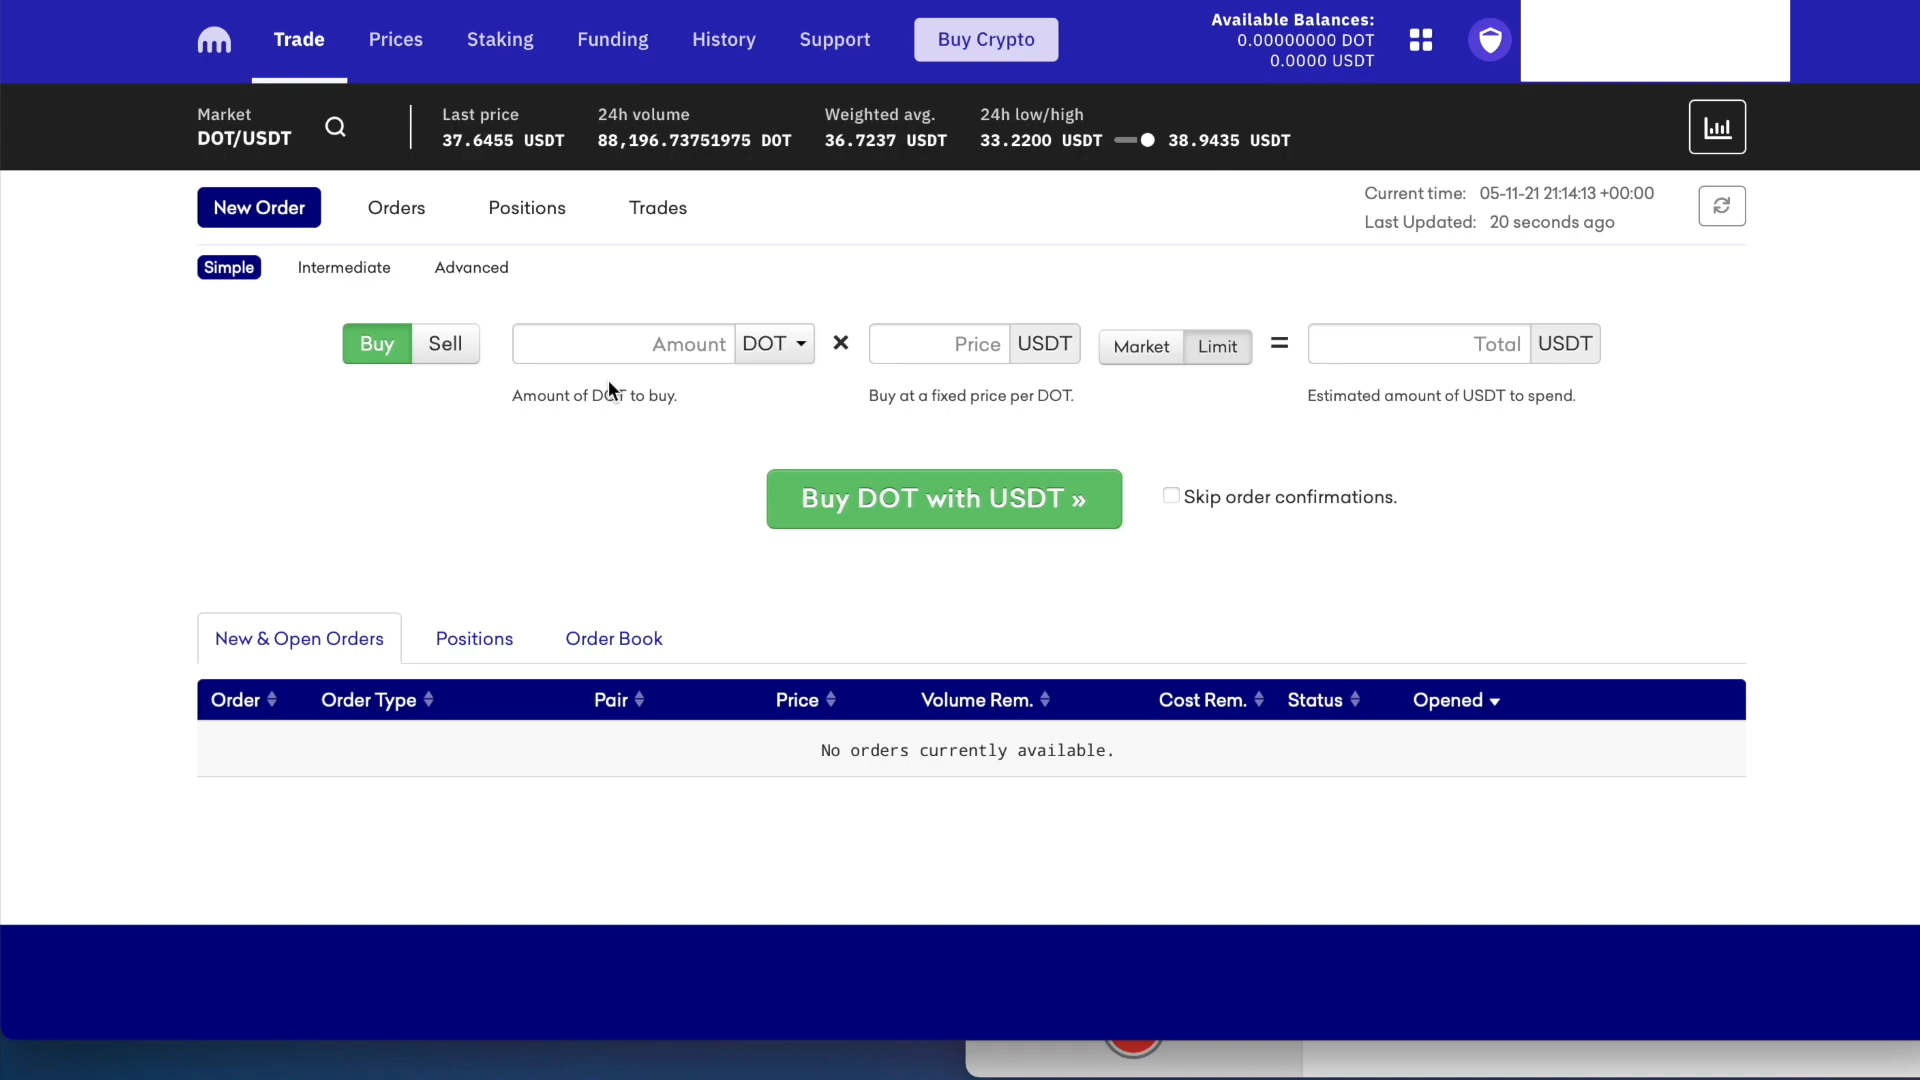 Trade Prices Staking Funding History Support Buy Crypto
Available Balances:
0.00000000 DOT
0.0000 USDT
Market
DOT/USDT
Last price
37.6455 USDT
24h volume
88,196.73751975 DOT
Weighted avg.
36.7237 USDT
24h low/high
33.2200 USDT 38.9435 USDT
New Order Orders Positions Trades
Current time: 05-11-21 21:14:13 +00:00
Last Updated: 20 seconds ago
Simple Intermediate Advanced
Buy Sell Amount DOT × Price USDT Market Limit = Total USDT
Amount of DOT to buy. Buy at a fixed price per DOT. Estimated amount of USDT to spend.
Buy DOT with USDT » Skip order confirmations.
New & Open Orders Positions Order Book
Order Order Type Pair Price Volume Rem. Cost Rem. Status Opened
No orders currently available.